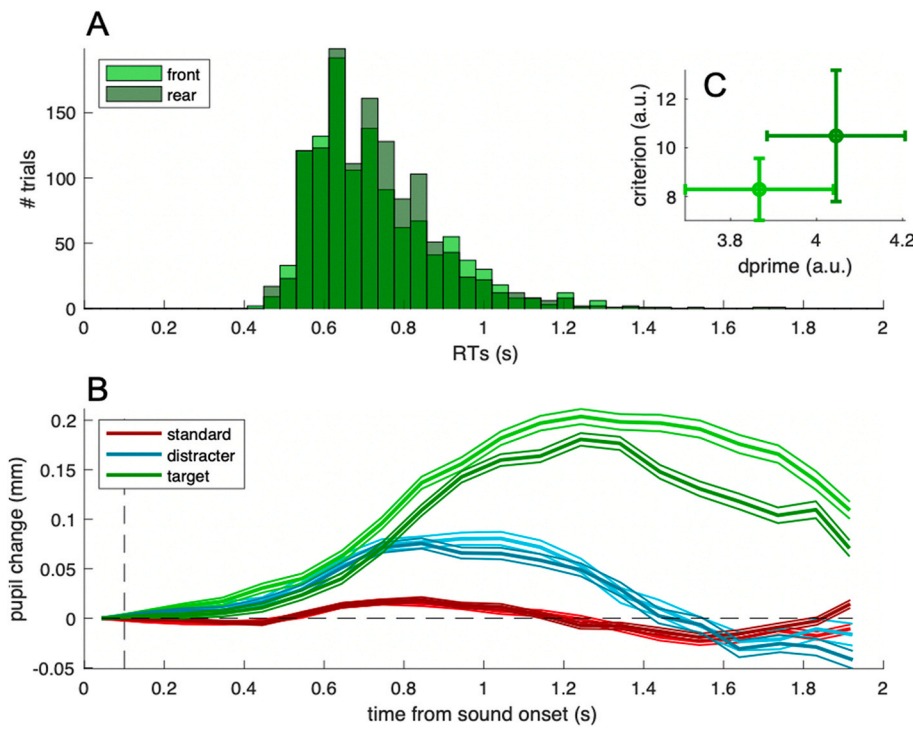 A
# trials
150
100
50
0
front
rear
0 0.2 0.4 0.6 0.8 1 1.2 1.4 1.6 1.8 2
RTs (s)
C
criterion (a.u.)
12
10
8
3.8 4 4.2
dprime (a.u.)
B
pupil change (mm)
0.2
0.15
0.1
0.05
0
-0.05
standard
distracter
target
0 0.2 0.4 0.6 0.8 1 1.2 1.4 1.6 1.8 2
time from sound onset (s)